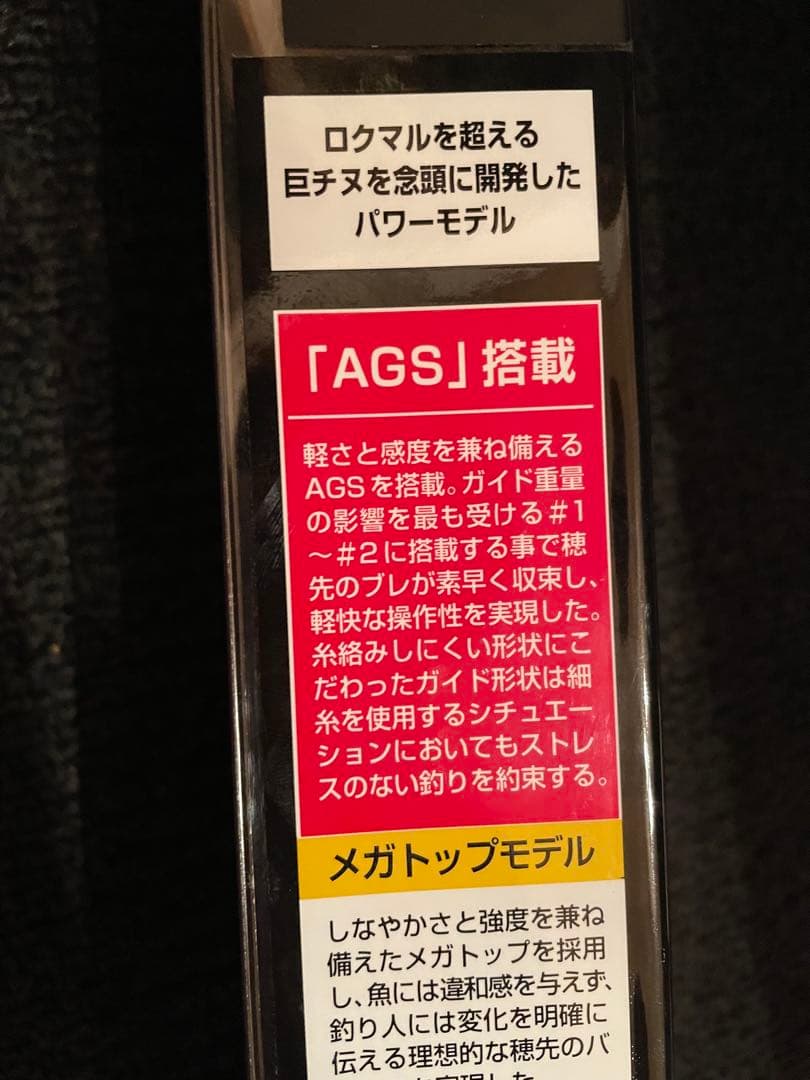 ロクマルを超える
巨チヌを念頭に開発した
パワーモデル
「AGS」搭載
軽さと感度を兼ね備える
AGSを搭載。ガイド重量
の影響を最も受ける#1
〜#2に搭載する事で穂
先のブレが素早く収束し、
軽快な操作性を実現した。
糸絡みしにくい形状にこ
だわったガイド形状は細
糸を使用するシチュエー
ションにおいてもストレ
スのない釣りを約束する。
メガトップモデル
しなやかさと強度を兼ね
備えたメガトップを採用
し、魚には違和感を与えず、
釣り人には変化を明確に
伝える理想的な穂先のバ